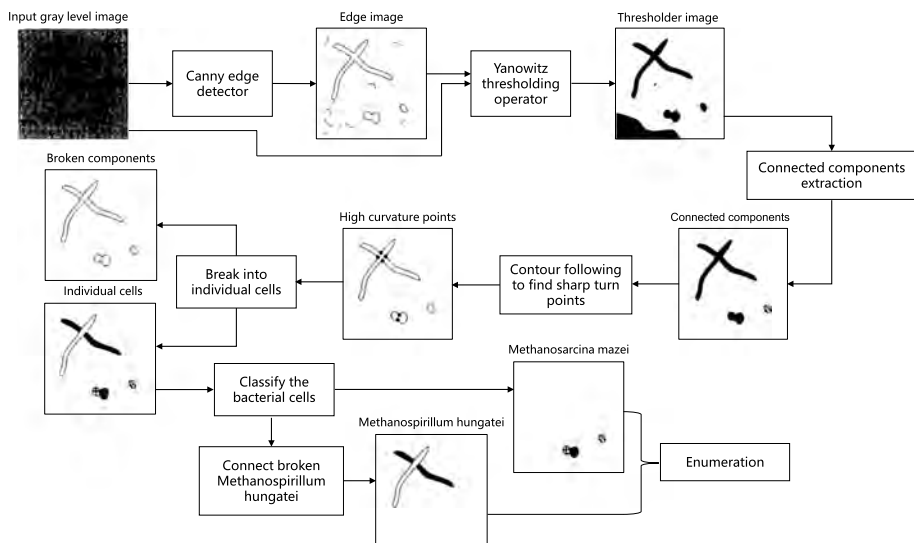 Input gray level image
Edge image
Thresholder image
Canny edge
detector
Yanowitz
thresholding
operator
Connected components
extraction
Broken components
High curvature points
Connected components
Break into
individual cells
Contour following
to find sharp turn
points
Individual cells
Methanosarcina mazei
Classify the
bacterial cells
Methanospirillum hungatei
Connect broken
Methanospirillum
hungatei
Enumeration